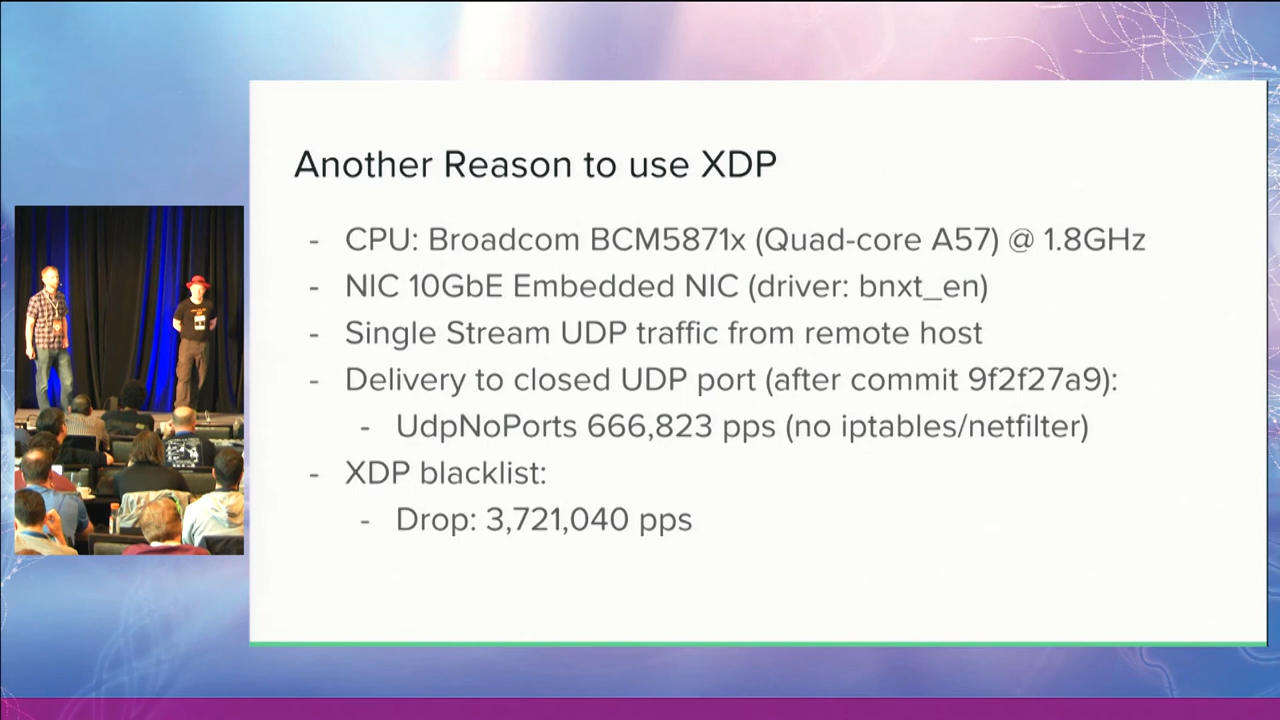 Another Reason to use XDP
- CPU: Broadcom BCM5871x (Quad-core A57) @ 1.8GHz
- NIC 10GbE Embedded NIC (driver: bnxt_en)
- Single Stream UDP traffic from remote host
- Delivery to closed UDP port (after commit 9f2f27a9):
- UdpNoPorts 666,823 pps (no iptables/netfilter)
- XDP blacklist:
- Drop: 3,721,040 pps